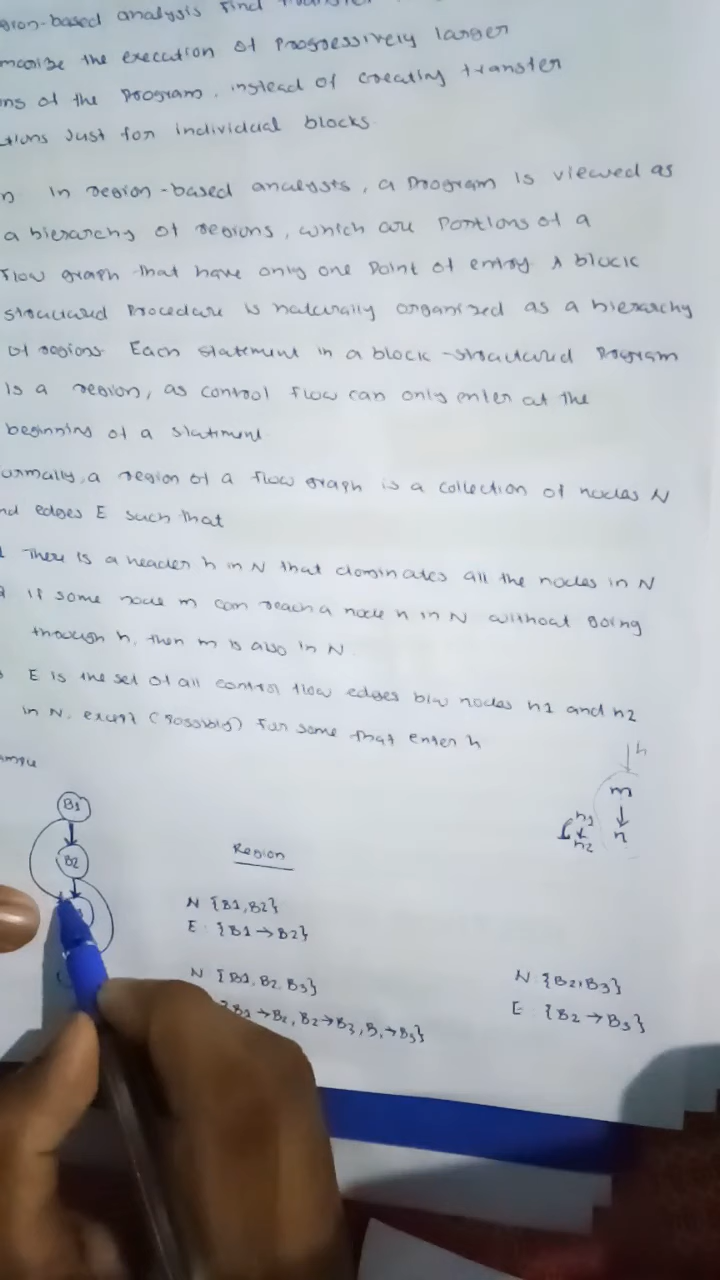 -based analysis Find
the execution of Progressively larger
of the Program, instead of creating transfer
Just for individual blocks.
In region-based analysis, a Program is viewed as
a hierarchy of regions, which are Portions of a
flow graph that have only one Point of entry A block
structured Procedure is naturally organized as a hierarchy
of regions. Each statement in a block-structured Program
is a region, as control flow can only enter at the
beginning of a statement
a region of a flow graph is a collection of nodes N
edges E such that
There is a header h in N that dominates all the nodes in N
If some node m can reach a node n in N without going
through h, then m is also in N.
E is the set of all control flow edges b/w nodes n1 and n2
in N, except (Possibly) for some that enter h
h
m
n
n1
n2
B1
B2
Region
N {B1,B2}
E: {B1→B2}
N {B1, B2, B3}
{B1→B2, B2→B3, B1→B3}
N: {B2,B3}
E: {B2→B3}